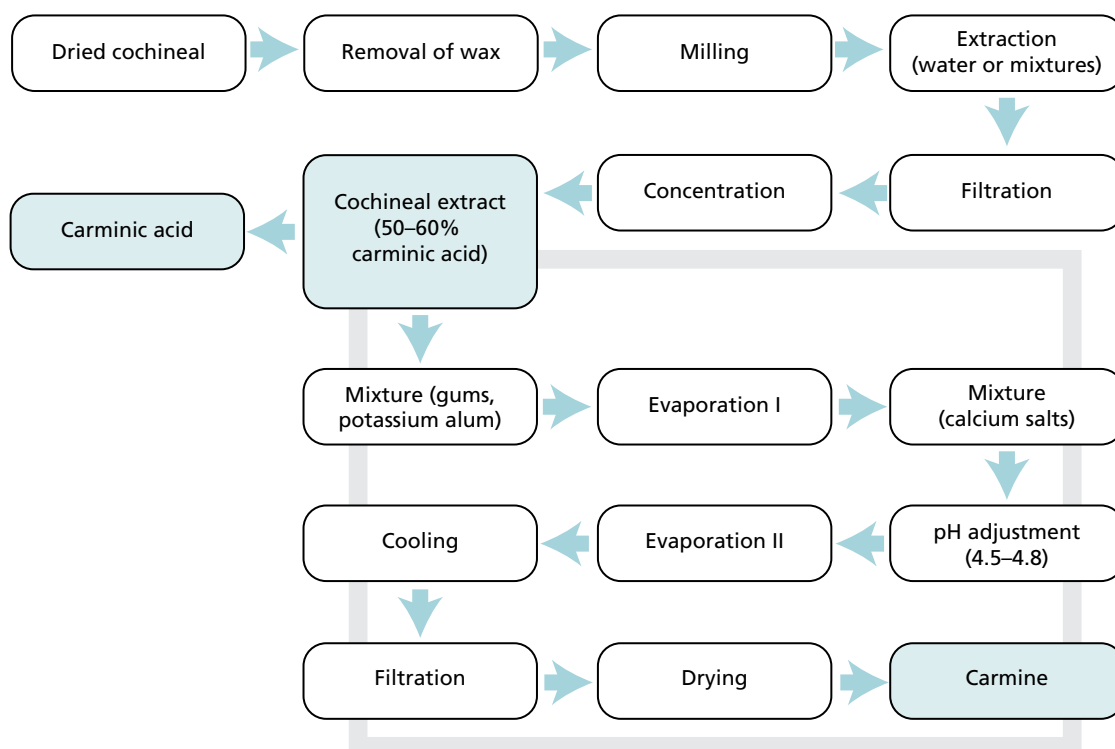 Dried cochineal
Removal of wax
Milling
Extraction
(water or mixtures)
Filtration
Concentration
Cochineal extract
(50–60%
carminic acid)
Carminic acid
Mixture (gums,
potassium alum)
Evaporation I
Mixture
(calcium salts)
pH adjustment
(4.5–4.8)
Evaporation II
Cooling
Filtration
Drying
Carmine